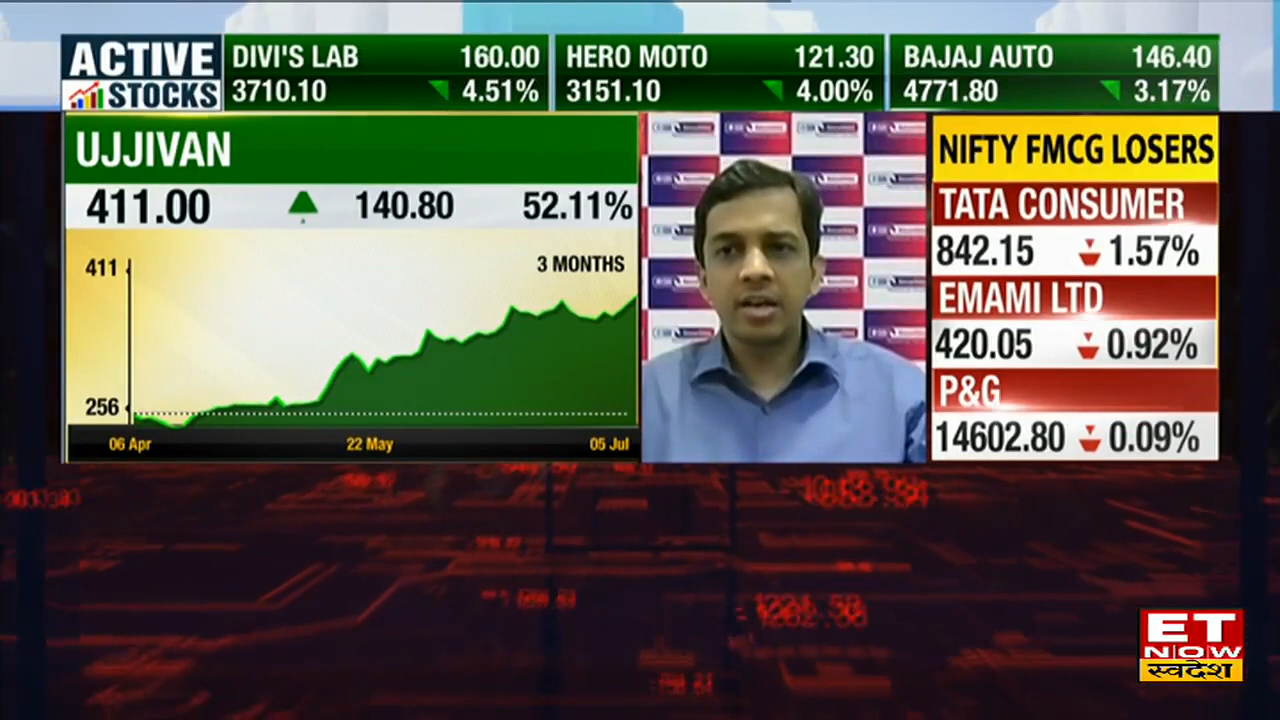 ACTIVE
STOCKS
DIVI'S LAB 160.00
3710.10 4.51%
HERO MOTO 121.30
3151.10 4.00%
BAJAJ AUTO 146.40
4771.80 3.17%
UJJIVAN
411.00 140.80 52.11%
3 MONTHS
411
256
06 Apr 22 May 05 Jul
NIFTY FMCG LOSERS
TATA CONSUMER
842.15 1.57%
EMAMI LTD
420.05 0.92%
P&G
14602.80 0.09%
ET
NOW
स्वदेश